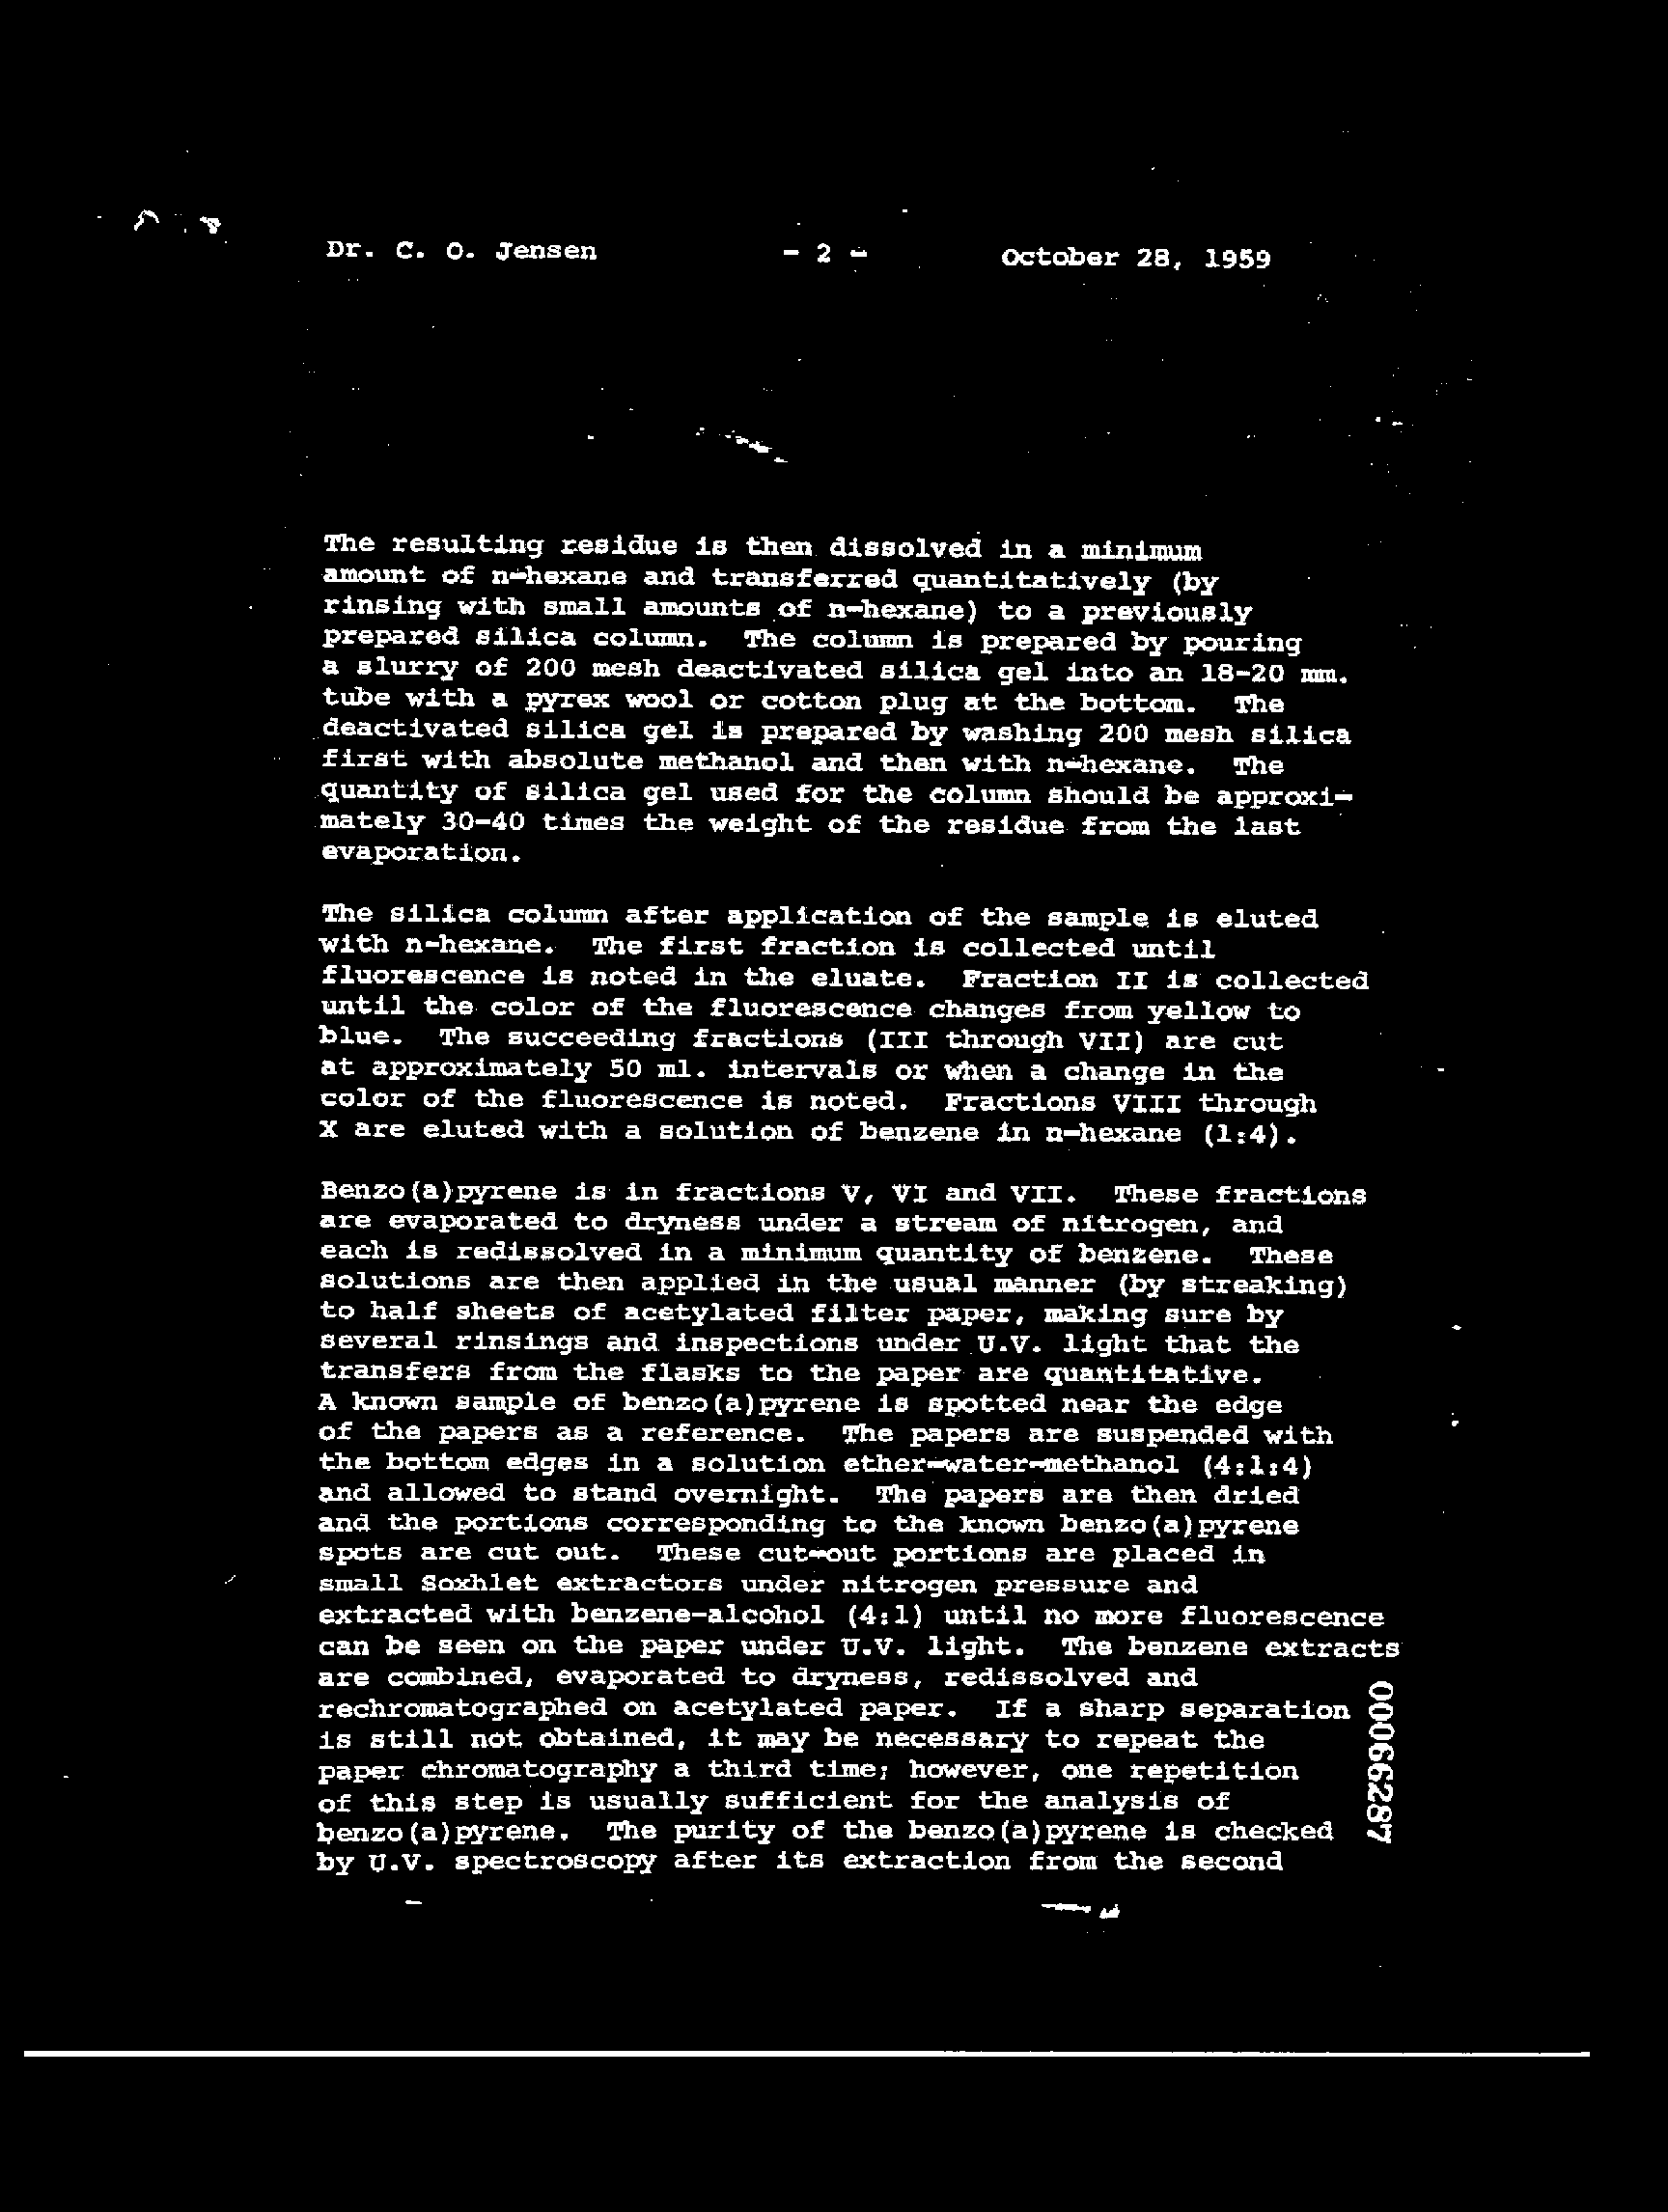 Dr. C. O. Jensen - 2 - October 28, 1959
The resulting residue is then dissolved in a minimum
amount of n-hexane and transferred quantitatively (by
rinsing with small amounts of n-hexane) to a previously
prepared silica column. The column is prepared by pouring
a slurry of 200 mesh deactivated silica gel into an 18-20 mm.
tube with a pyrex wool or cotton plug at the bottom. The
deactivated silica gel is prepared by washing 200 mesh silica
first with absolute methanol and then with n-hexane. The
quantity of silica gel used for the column should be approxi-
mately 30-40 times the weight of the residue from the last
evaporation.
The silica column after application of the sample is eluted
with n-hexane. The first fraction is collected until
fluorescence is noted in the eluate. Fraction II is collected
until the color of the fluorescence changes from yellow to
blue. The succeeding fractions (III through VII) are cut
at approximately 50 ml. intervals or when a change in the
color of the fluorescence is noted. Fractions VIII through
X are eluted with a solution of benzene in n-hexane (1:4).
Benzo(a)pyrene is in fractions V, VI and VII. These fractions
are evaporated to dryness under a stream of nitrogen, and
each is redissolved in a minimum quantity of benzene. These
solutions are then applied in the usual manner (by streaking)
to half sheets of acetylated filter paper, making sure by
several rinsings and inspections under U.V. light that the
transfers from the flasks to the paper are quantitative.
A known sample of benzo(a)pyrene is spotted near the edge
of the papers as a reference. The papers are suspended with
the bottom edges in a solution ether-water-methanol (4:1:4)
and allowed to stand overnight. The papers are then dried
and the portions corresponding to the known benzo(a)pyrene
spots are cut out. These cut-out portions are placed in
small Soxhlet extractors under nitrogen pressure and
extracted with benzene-alcohol (4:1) until no more fluorescence
can be seen on the paper under U.V. light. The benzene extracts
are combined, evaporated to dryness, redissolved and
rechromatographed on acetylated paper. If a sharp separation
is still not obtained, it may be necessary to repeat the
paper chromatography a third time; however, one repetition
of this step is usually sufficient for the analysis of
benzo(a)pyrene. The purity of the benzo(a)pyrene is checked
by U.V. spectroscopy after its extraction from the second
00066287